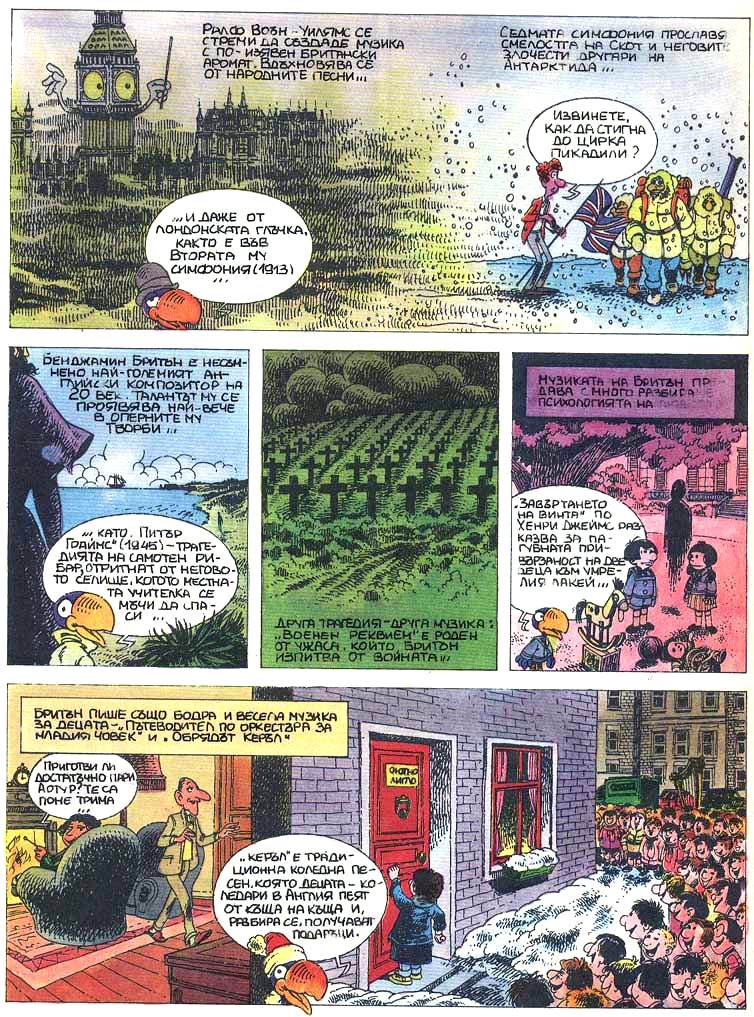 Ралф Воън-Уилямс се
стреми да създаде музика
с по-изявен британски
аромат. Вдъхновява се
от народните песни...
Седмата симфония прославя
смелостта на Скот и неговите
злочести другари на
Антарктида...
Извинете,
как да стигна
до цирка
Пикадили?
...и даже от
лондонската глъчка,
както е във
Втората му
симфония (1913)
...
Бенджамин Бритън е несъм-
нено най-големият ан-
глийски композитор на
20 век. Талантът му се
проявява най-вече
в оперните му
творби...
...като „Питър
Граймс" (1945) - траге-
дията на самотен ри-
бар, отритнат от негово-
то селище, когото местна-
та учителка се
мъчи да спа-
си...
Друга трагедия - друга музика:
„Военен реквием" е роден
от ужаса, който Бритън
изпитва от войната...
Музиката на Бритън пре-
дава с много разбиране
психологията на
„Завъртането
на винта" по
Хенри Джеймс раз-
казва за па-
губната при-
вързаност на две
деца към умре-
лия лакей...
Бритън пише също бодра и весела музика
за децата - „Пътеводител по оркестъра за
младия човек" и „Обрядът Керъл"
Приготви ли
достатъчно пари
Артур? Те са
поне трима
...
„Керъл" е тради-
ционна коледна пе-
сен, която децата - ко-
ледари в Англия пеят
от къща на къща и,
разбира се, получават
подаръци.